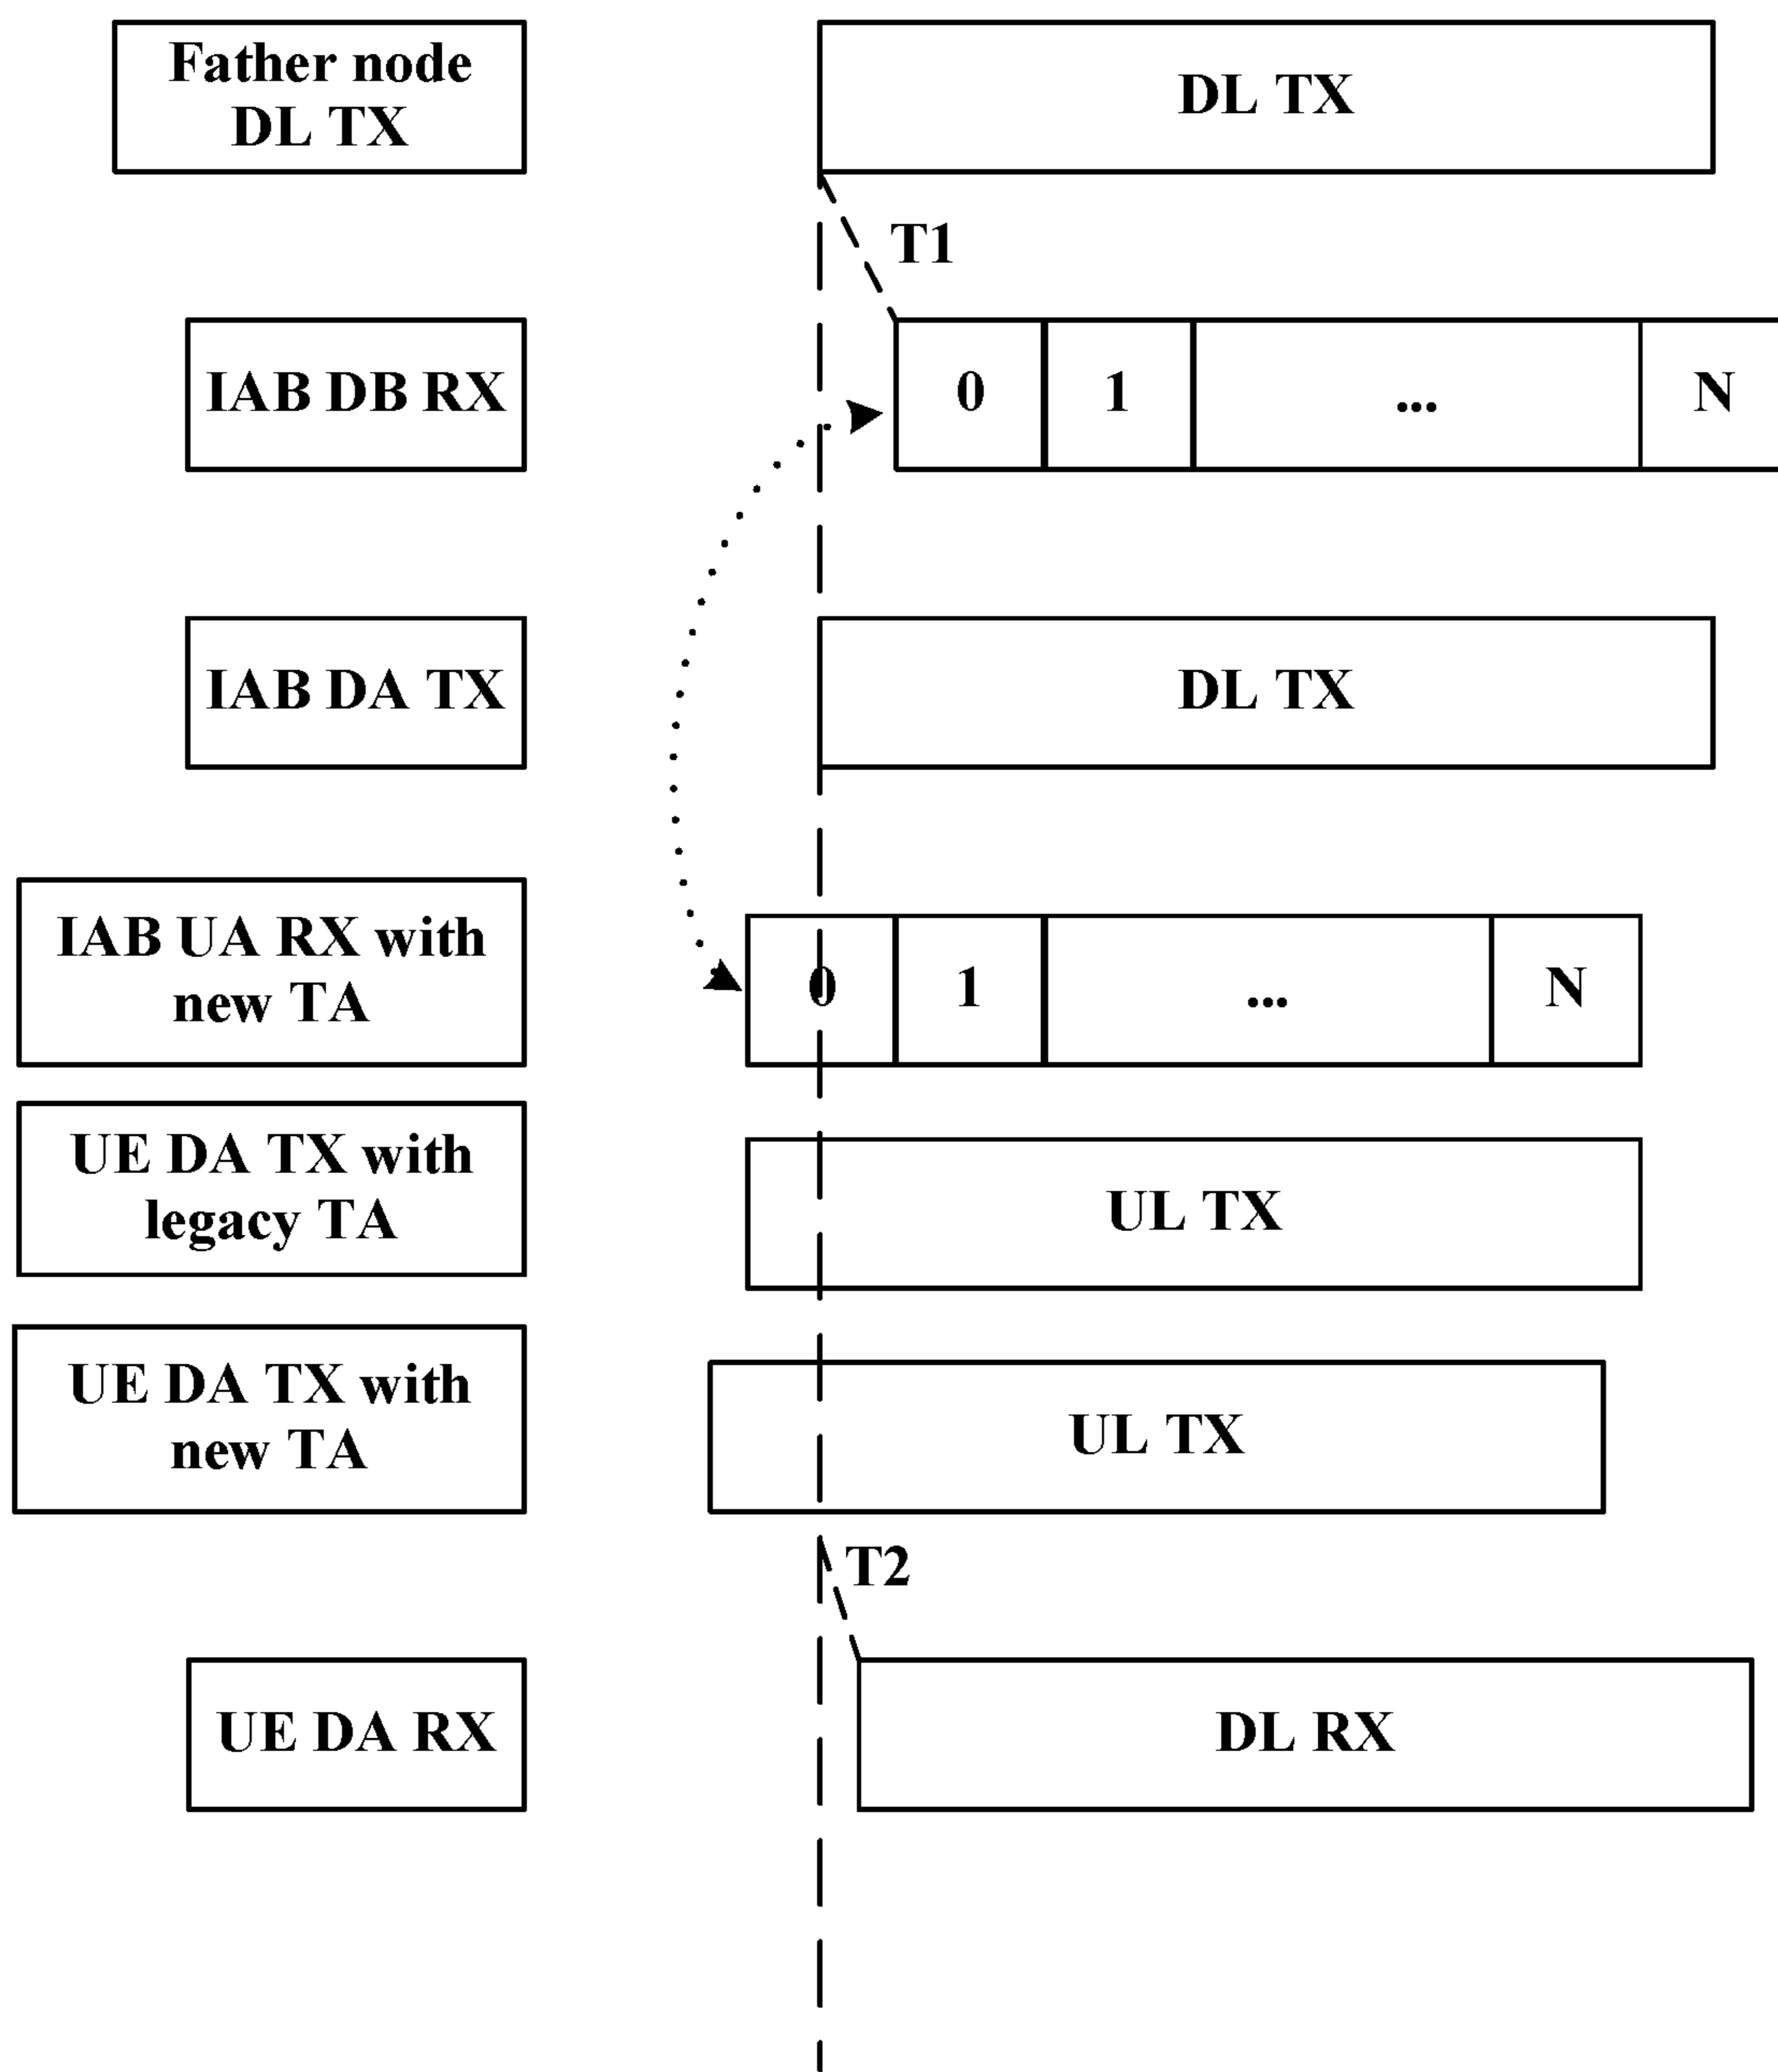 Father node
DL TX
DL TX
T1
IAB DB RX
0 1 ... N
IAB DA TX
DL TX
IAB UA RX with
new TA
0 1 ... N
UE DA TX with
legacy TA
UL TX
UE DA TX with
new TA
UL TX
T2
UE DA RX
DL RX